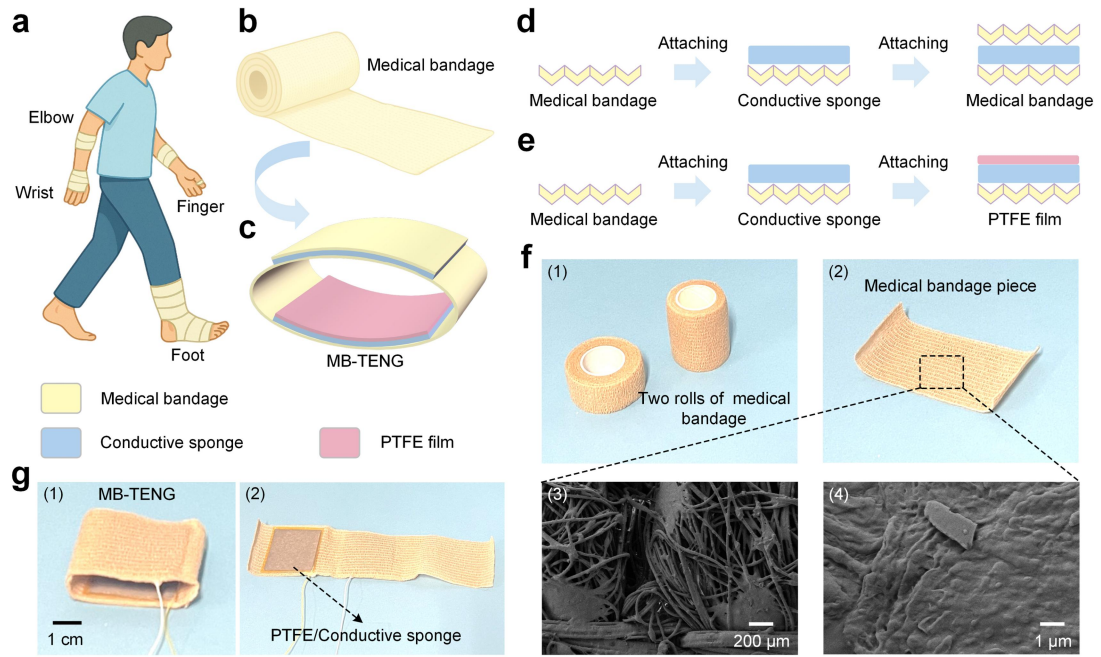 a
Elbow
Wrist
Finger
Foot
b
Medical bandage
c
MB-TENG
Medical bandage
Conductive sponge
PTFE film
d
Attaching
Attaching
Medical bandage
Conductive sponge
Medical bandage
e
Attaching
Attaching
Medical bandage
Conductive sponge
PTFE film
f
(1)
Two rolls of medical
bandage
(2)
Medical bandage piece
(3)
200 μm
(4)
1 μm
g
(1)
MB-TENG
1 cm
(2)
PTFE/Conductive sponge